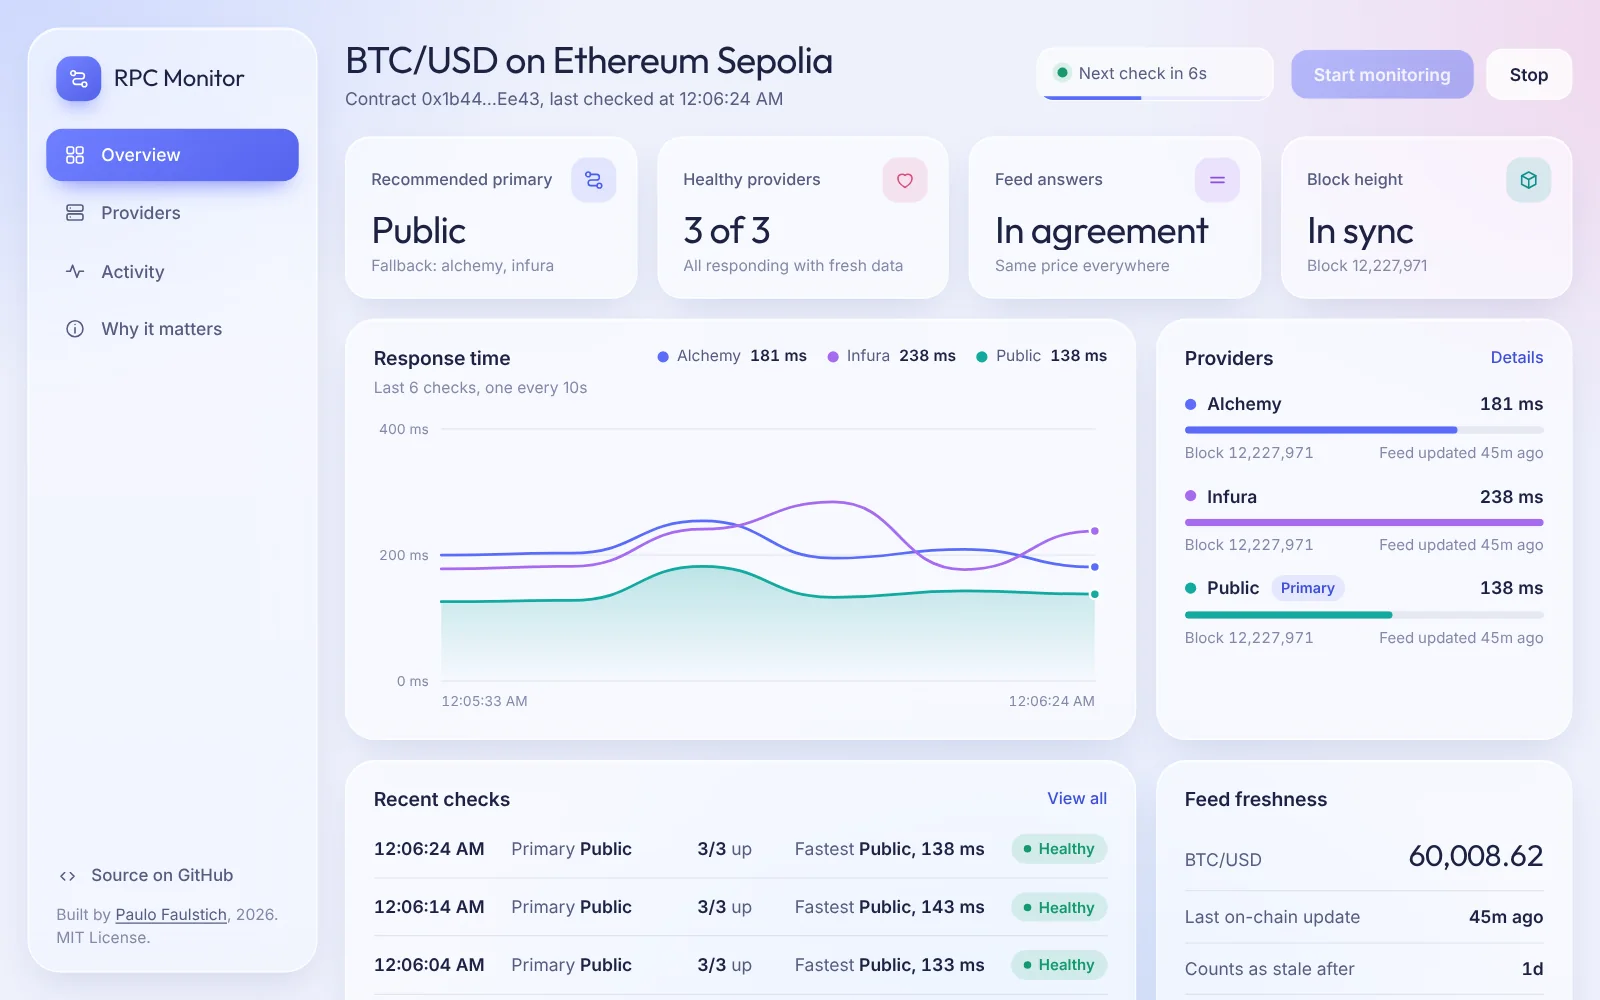 RPC Monitor
Overview
Providers
Activity
Why it matters
Source on GitHub
Built by Paulo Faulstich, 2026.
MIT License.
BTC/USD on Ethereum Sepolia
Contract 0x1b44...Ee43, last checked at 12:06:24 AM
Next check in 6s
Start monitoring
Stop
Recommended primary
Public
Fallback: alchemy, infura
Healthy providers
3 of 3
All responding with fresh data
Feed answers
In agreement
Same price everywhere
Block height
In sync
Block 12,227,971
Response time
Last 6 checks, one every 10s
Alchemy 181 ms Infura 238 ms Public 138 ms
400 ms
200 ms
0 ms
12:05:33 AM 12:06:24 AM
Providers Details
Alchemy 181 ms
Block 12,227,971 Feed updated 45m ago
Infura 238 ms
Block 12,227,971 Feed updated 45m ago
Public Primary 138 ms
Block 12,227,971 Feed updated 45m ago
Recent checks View all
12:06:24 AM Primary Public 3/3 up Fastest Public, 138 ms Healthy
12:06:14 AM Primary Public 3/3 up Fastest Public, 143 ms Healthy
12:06:04 AM Primary Public 3/3 up Fastest Public, 133 ms Healthy
Feed freshness
BTC/USD 60,008.62
Last on-chain update 45m ago
Counts as stale after 1d